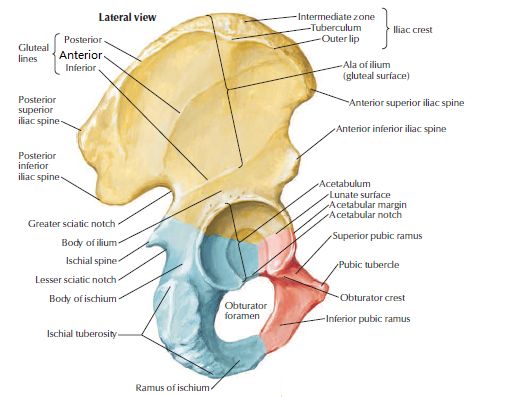 Lateral view
Intermediate zone
Tuberculum
Outer lip
Iliac crest
Gluteal
lines
Posterior
Anterior
Inferior
Ala of ilium
(gluteal surface)
Posterior
superior
iliac spine
Anterior superior iliac spine
Anterior inferior iliac spine
Posterior
inferior
iliac spine
Acetabulum
Lunate surface
Acetabular margin
Acetabular notch
Greater sciatic notch
Superior pubic ramus
Body of ilium
Ischial spine
Pubic tubercle
Lesser sciatic notch
Body of ischium
Obturator crest
Obturator
foramen
Inferior pubic ramus
Ischial tuberosity
Ramus of ischium